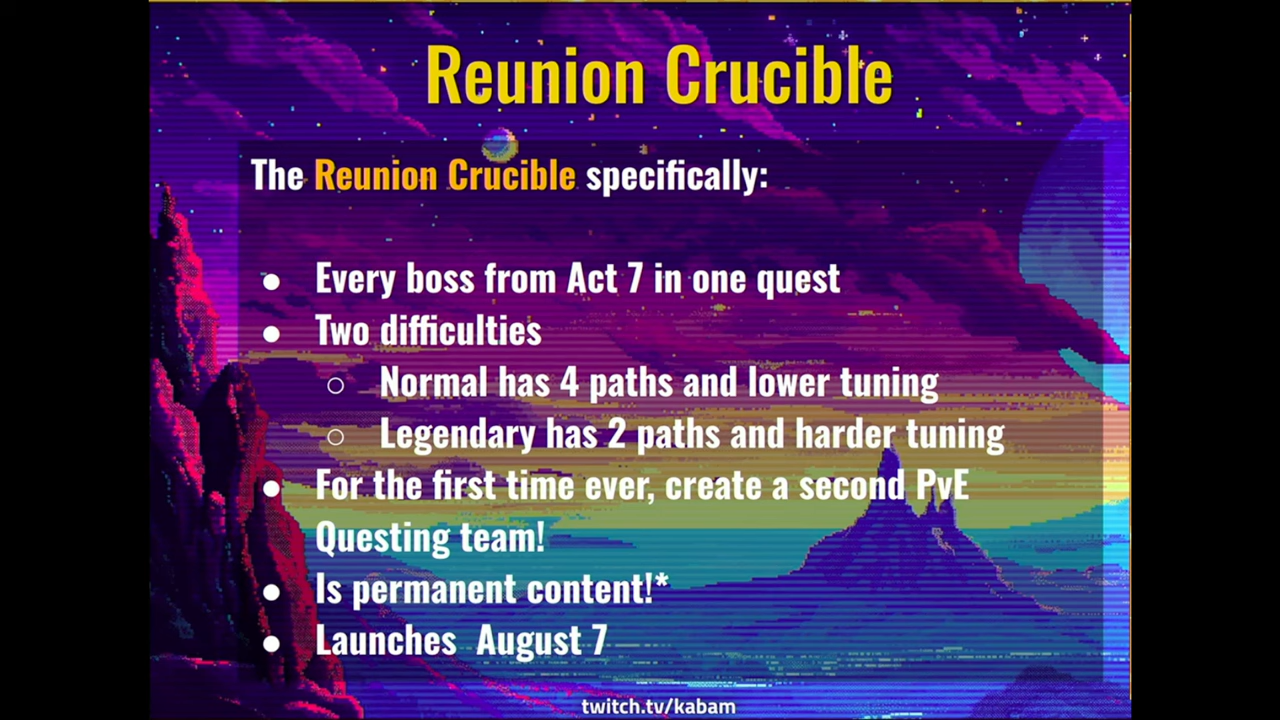 Reunion Crucible
The Reunion Crucible specifically:
● Every boss from Act 7 in one quest
● Two difficulties
○ Normal has 4 paths and lower tuning
○ Legendary has 2 paths and harder tuning
● For the first time ever, create a second PvE
Questing team!
● Is permanent content!*
● Launches  August 7
twitch.tv/kabam